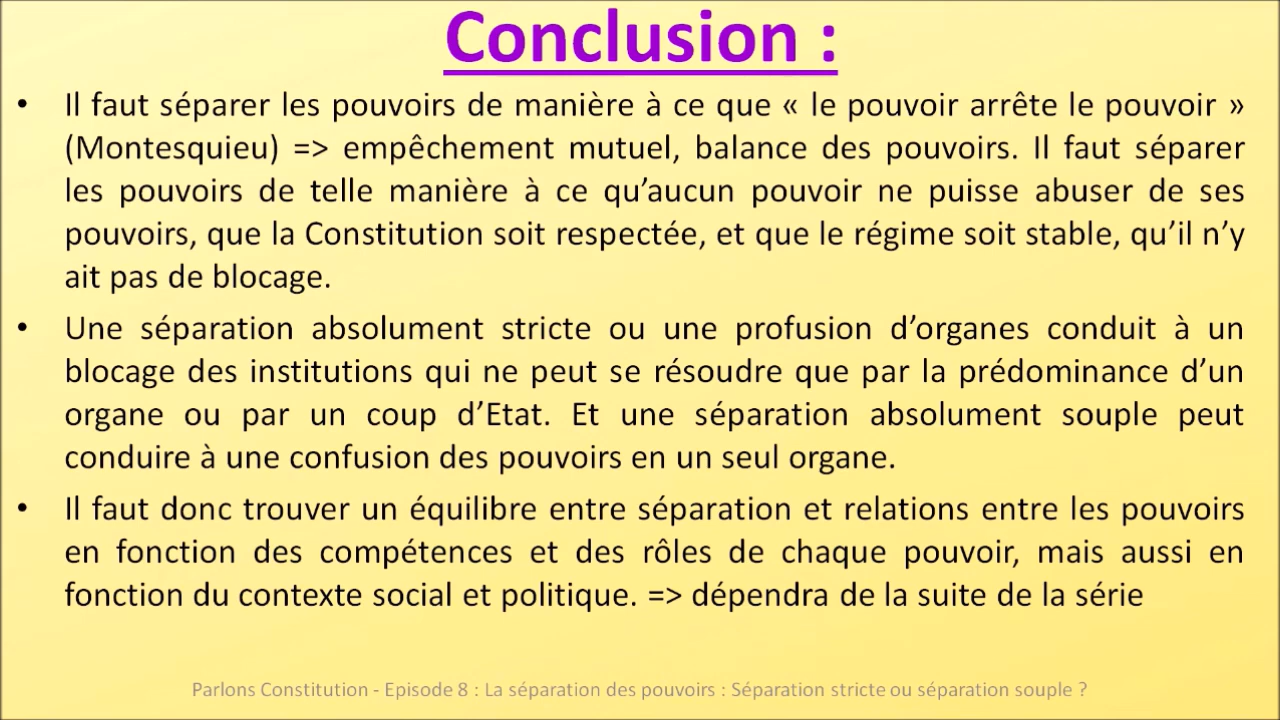 Conclusion :
• Il faut séparer les pouvoirs de manière à ce que « le pouvoir arrête le pouvoir »
(Montesquieu) => empêchement mutuel, balance des pouvoirs. Il faut séparer
les pouvoirs de telle manière à ce qu’aucun pouvoir ne puisse abuser de ses
pouvoirs, que la Constitution soit respectée, et que le régime soit stable, qu’il n’y
ait pas de blocage.
• Une séparation absolument stricte ou une profusion d’organes conduit à un
blocage des institutions qui ne peut se résoudre que par la prédominance d’un
organe ou par un coup d’Etat. Et une séparation absolument souple peut
conduire à une confusion des pouvoirs en un seul organe.
• Il faut donc trouver un équilibre entre séparation et relations entre les pouvoirs
en fonction des compétences et des rôles de chaque pouvoir, mais aussi en
fonction du contexte social et politique. => dépendra de la suite de la série
Parlons Constitution - Episode 8 : La séparation des pouvoirs : Séparation stricte ou séparation souple ?